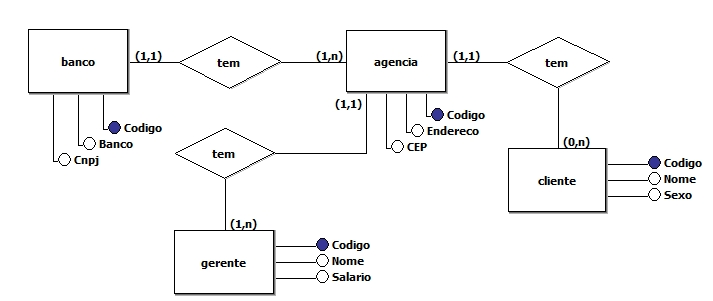 banco
(1,1)
tem
(1,n)
agencia
(1,1)
tem
Codigo
Banco
Cnpj
(1,1)
Codigo
Endereco
CEP
tem
(0,n)
cliente
Codigo
Nome
Sexo
(1,n)
gerente
Codigo
Nome
Salario